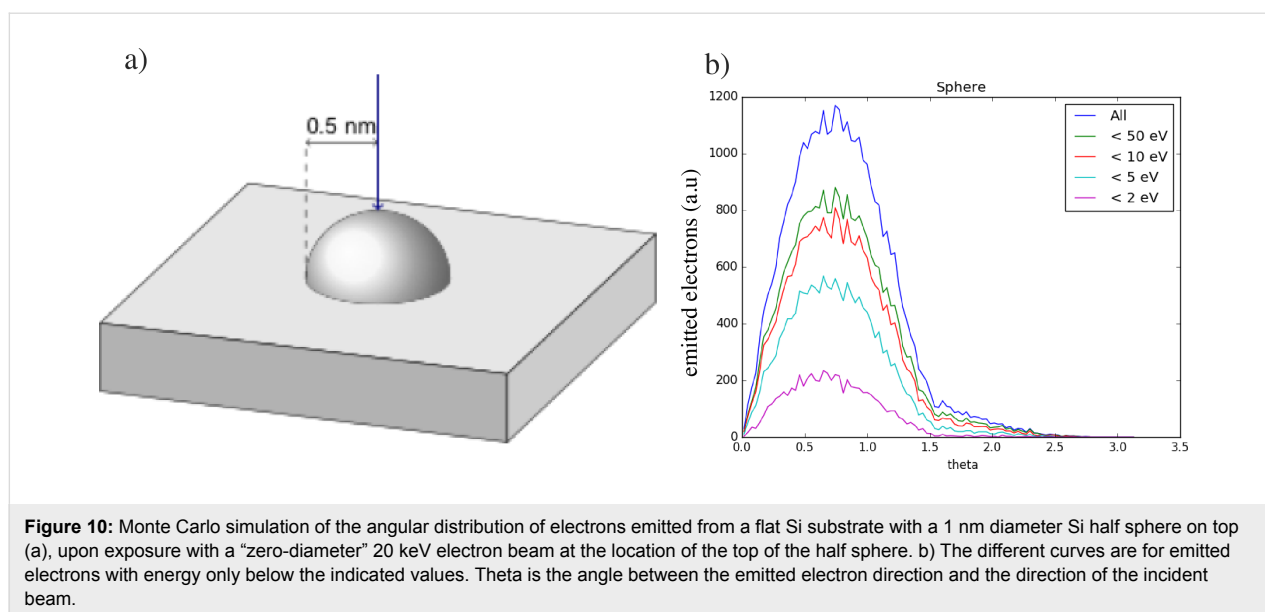 a)
0.5 nm
b)
Sphere
emitted electrons (a.u)
1200
1000
800
600
400
200
0
0.0 0.5 1.0 1.5 2.0 2.5 3.0 3.5
theta
All
< 50 eV
< 10 eV
< 5 eV
< 2 eV
Figure 10: Monte Carlo simulation of the angular distribution of electrons emitted from a flat Si substrate with a 1 nm diameter Si half sphere on top
(a), upon exposure with a “zero-diameter” 20 keV electron beam at the location of the top of the half sphere. b) The different curves are for emitted
electrons with energy only below the indicated values. Theta is the angle between the emitted electron direction and the direction of the incident
beam.